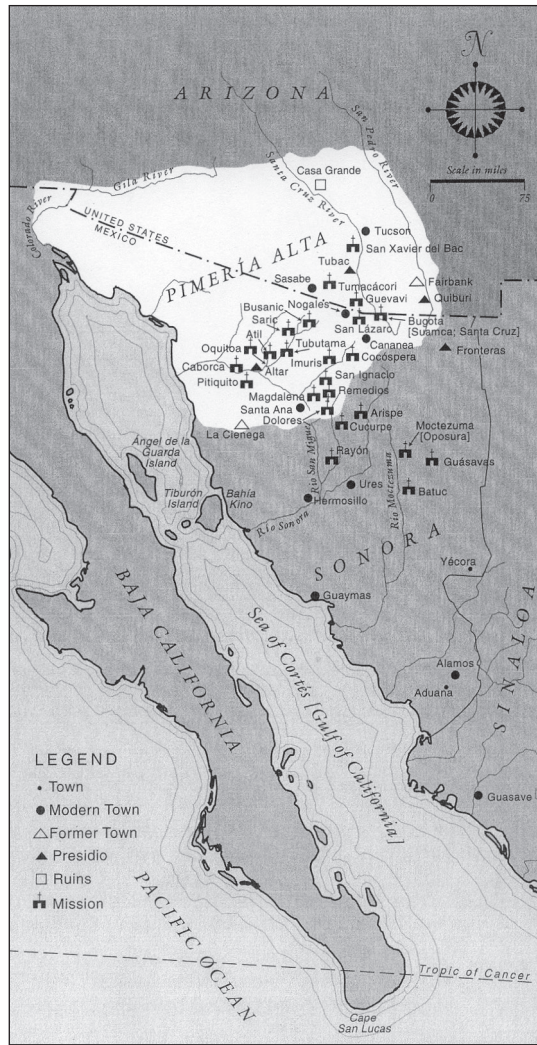 N
ARIZONA
San Pedro River
Scale in miles
0 75
Casa Grande
Gila River
Santa Cruz River
Colorado River
UNITED STATES
MEXICO
Tucson
San Xavier del Bac
PIMERÍA ALTA
Tubac
Sasabe
Tumacácori
Fairbank
Guevavi
Quiburi
Busanic
Nogales
Saric
San Lázaro
Bugota
[Suamca; Santa Cruz]
Atil
Tubutama
Cananea
Fronteras
Oquitoa
Imuris
Cocóspera
Caborca
Altar
Pitiquito
San Ignacio
Magdalena
Remedios
Santa Ana
Dolores
Arispe
La Cienega
Cucurpe
Moctezuma
[Oposura]
Ángel de la
Guarda
Island
Rayón
Guásavas
Río San Miguel
Río Moctezuma
Tiburón
Island
Bahía
Kino
Ures
Batuc
Hermosillo
Río Sonora
SONORA
Yécora
BAJA CALIFORNIA
Guaymas
Sea of Cortés [Gulf of California]
SINALOA
Álamos
Aduana
LEGEND
Town
Modern Town
Former Town
Presidio
Ruins
Mission
Guasave
PACIFIC OCEAN
Tropic of Cancer
Cape
San Lucas